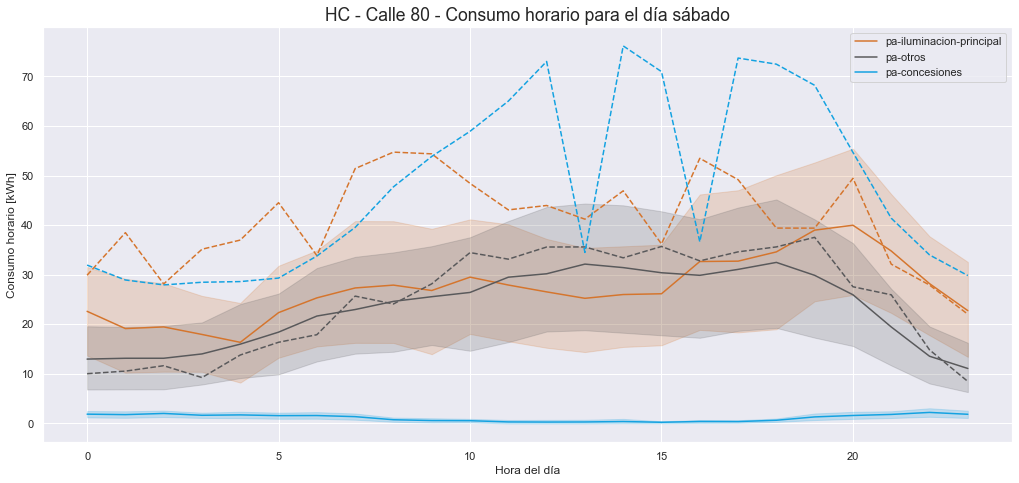 HC - Calle 80 - Consumo horario para el día sábado
pa-iluminacion-principal
pa-otros
pa-concesiones
Consumo horario [kWh]
70
60
50
40
30
20
10
0
0 5 10 15 20
Hora del día